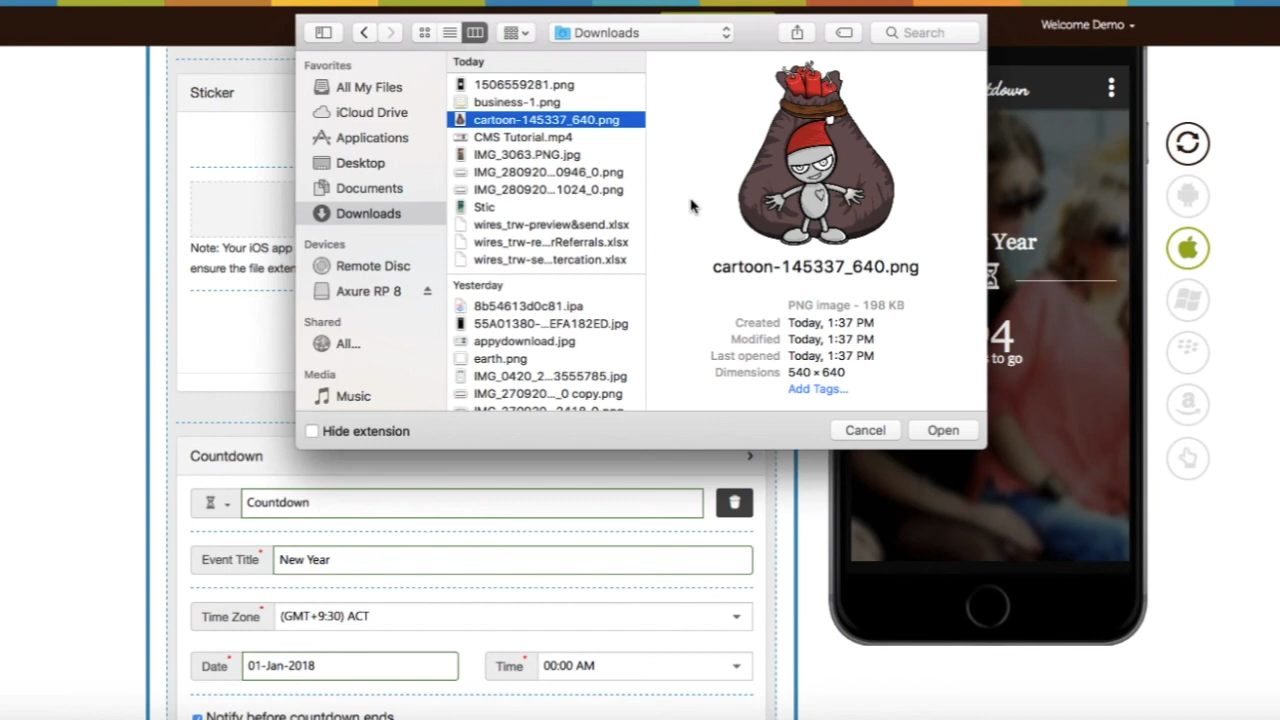 Welcome Demo
Downloads
Search
Favorites
All My Files
iCloud Drive
Applications
Desktop
Documents
Downloads
Devices
Remote Disc
Axure RP 8
Shared
All...
Media
Music
Today
1506559281.png
business-1.png
cartoon-145337_640.png
CMS Tutorial.mp4
IMG_3063.PNG.jpg
IMG_280920...0946_0.png
IMG_280920...1024_0.png
Stic
wires_trw-preview&send.xlsx
wires_trw-re...rReferrals.xlsx
wires_trw-se...tercation.xlsx
Yesterday
8b54613d0c81.ipa
55A01380-...EFA182ED.jpg
appydownload.jpg
earth.png
IMG_0420_2...3555785.jpg
IMG_270920..._0 copy.png
IMG_270920...2418_0.png
cartoon-145337_640.png
PNG image - 198 KB
Created Today, 1:37 PM
Modified Today, 1:37 PM
Last opened Today, 1:37 PM
Dimensions 540 × 640
Add Tags...
Hide extension
Cancel
Open
Sticker
Note: Your iOS app
ensure the file exten
Countdown
Countdown
Event Title* New Year
Time Zone* (GMT+9:30) ACT
Date* 01-Jan-2018
Time* 00:00 AM
Notify before countdown ends
tdown
Year
4
s to go